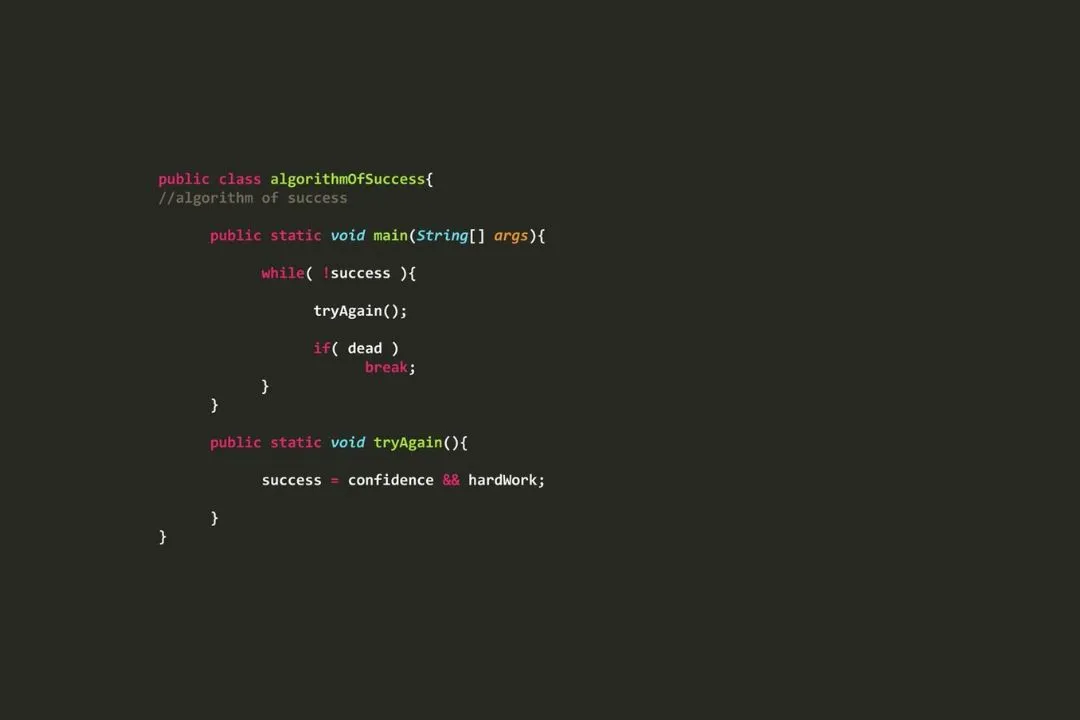 public class algorithmOfSuccess{
//algorithm of success
public static void main(String[] args){
while( !success ){
tryAgain();
if( dead )
break;
}
}
public static void tryAgain(){
success = confidence && hardWork;
}
}